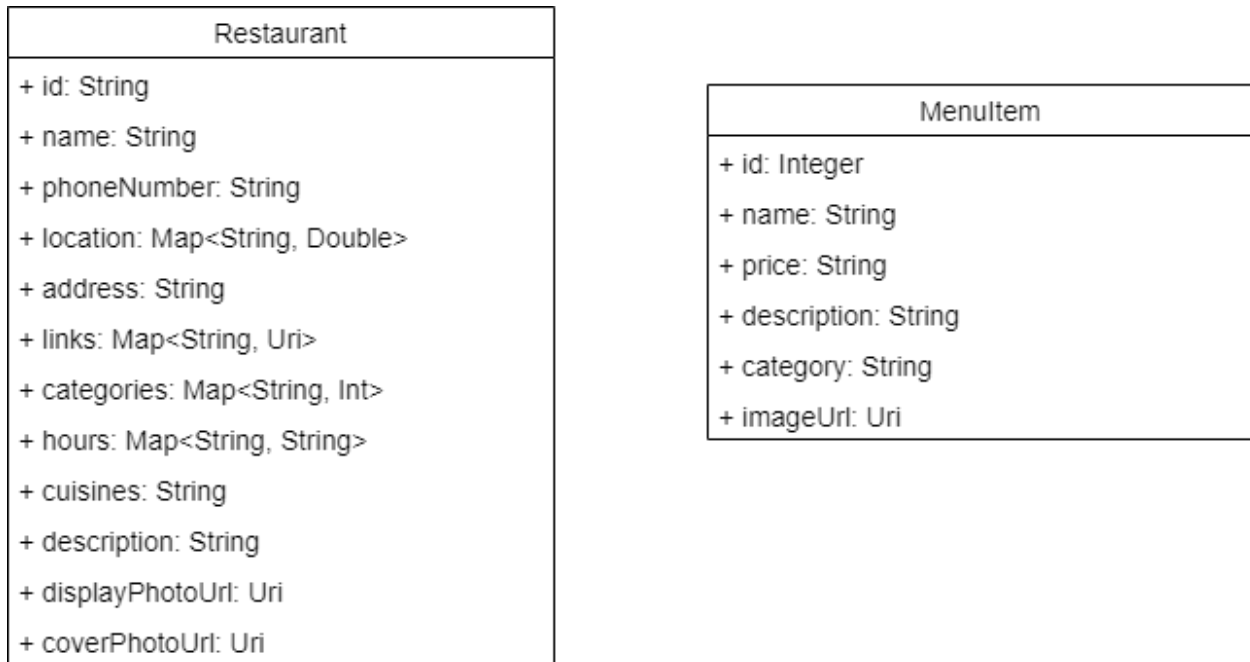 Restaurant
+ id: String
+ name: String
+ phoneNumber: String
+ location: Map<String, Double>
+ address: String
+ links: Map<String, Uri>
+ categories: Map<String, Int>
+ hours: Map<String, String>
+ cuisines: String
+ description: String
+ displayPhotoUrl: Uri
+ coverPhotoUrl: Uri
MenuItem
+ id: Integer
+ name: String
+ price: String
+ description: String
+ category: String
+ imageUrl: Uri